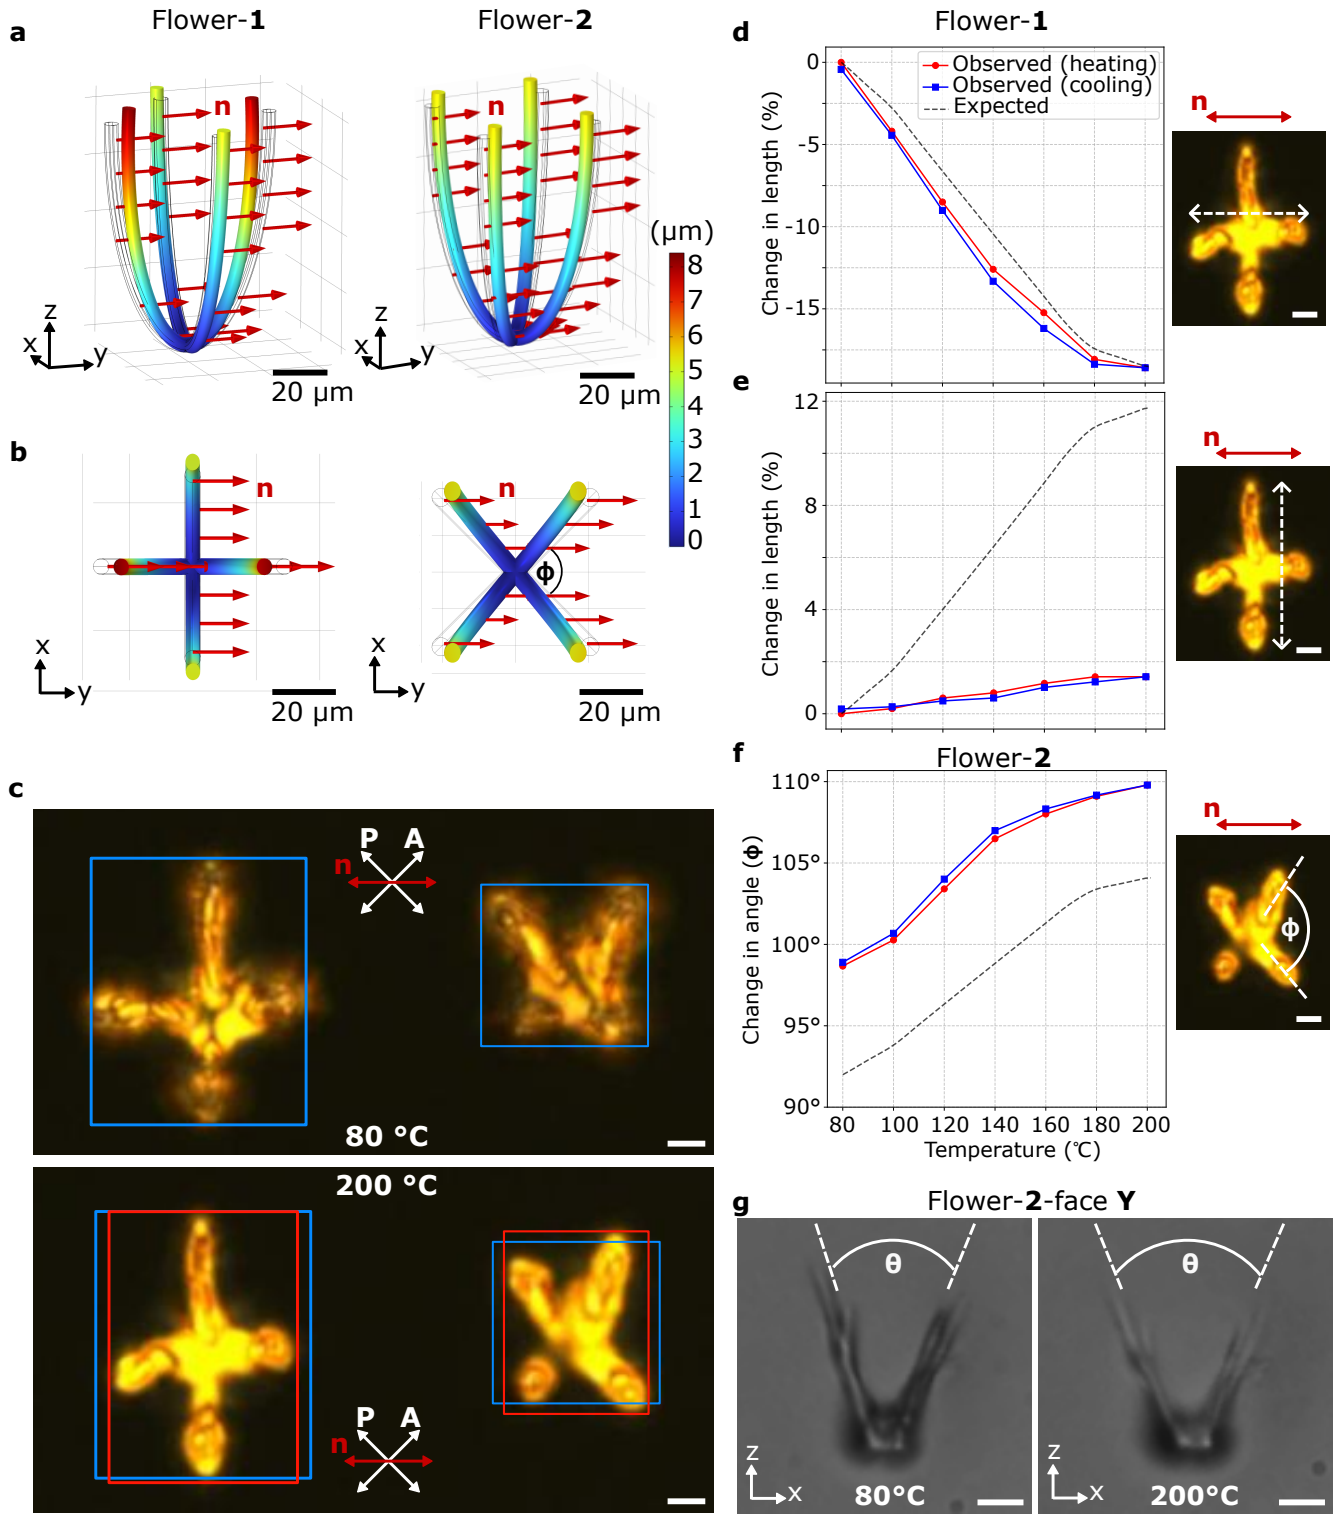 a
Flower-1
Flower-2
n
n
z
x
y
20 µm
z
x
y
20 µm
(µm)
8
7
6
5
4
3
2
1
0
b
n
n
ϕ
x
y
20 µm
x
y
20 µm
c
P A
n
80 °C
200 °C
P A
n
d
Flower-1
Observed (heating)
Observed (cooling)
Expected
Change in length (%)
0
-5
-10
-15
n
e
Change in length (%)
12
8
4
0
n
f
Flower-2
Change in angle (ϕ)
110°
105°
100°
95°
90°
80 100 120 140 160 180 200
Temperature (℃)
n
ϕ
g
Flower-2-face Y
θ
z
x
80°C
θ
z
x
200°C